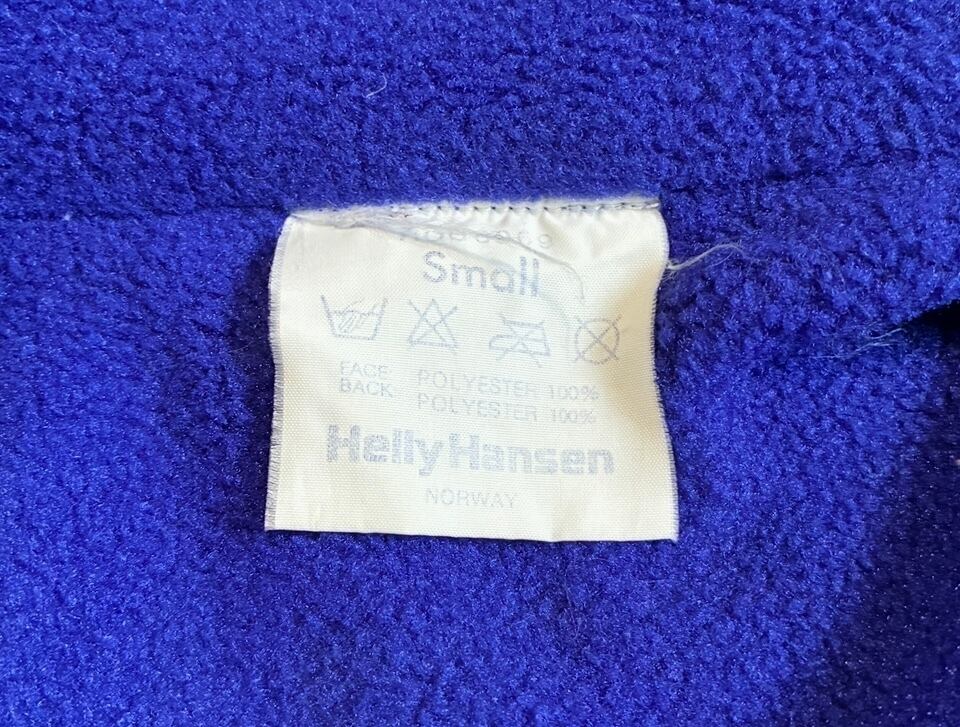 Small
FACE: POLYESTER 100%
BACK: POLYESTER 100%
Helly Hansen
NORWAY